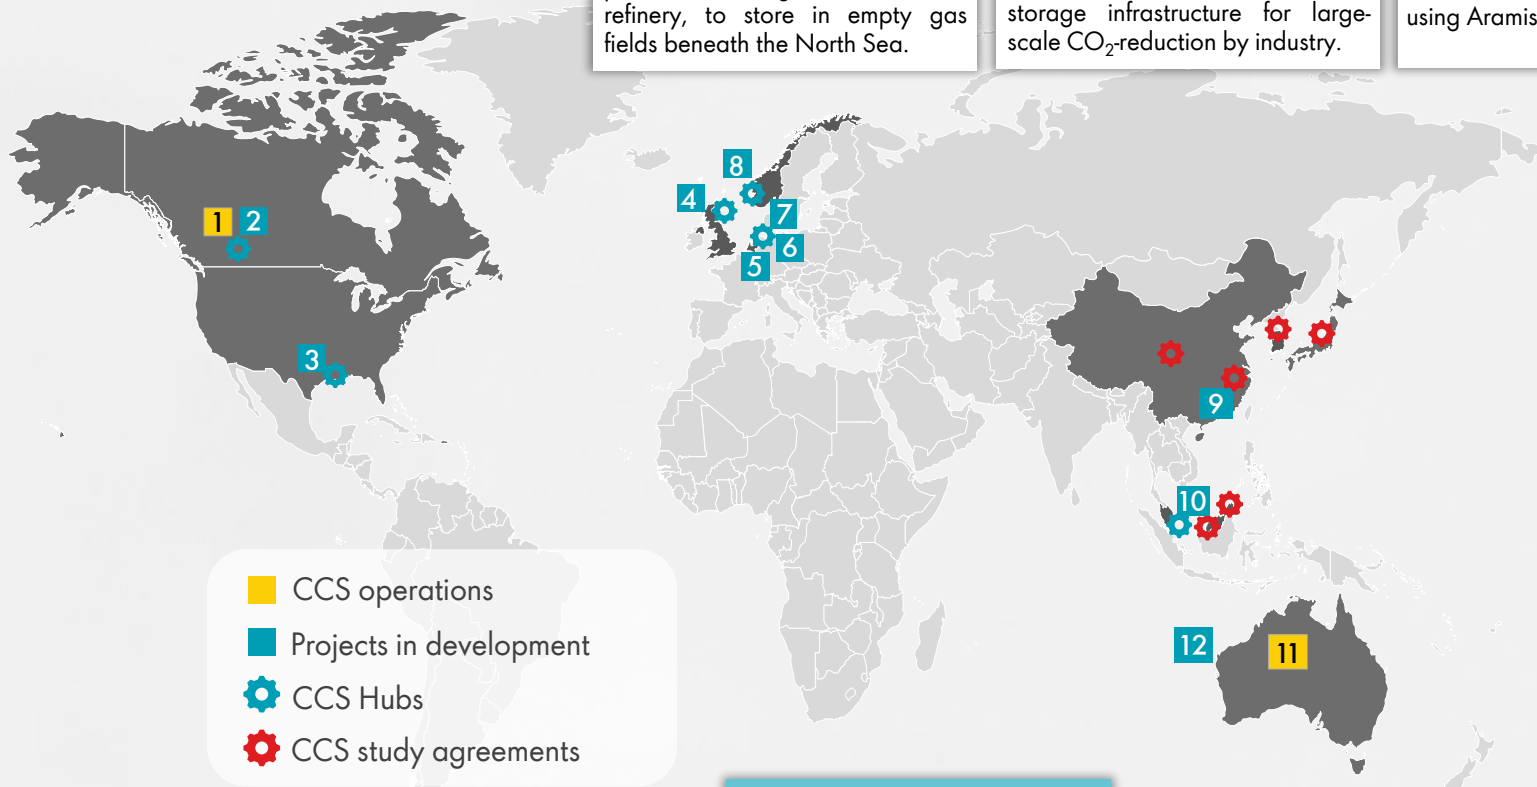 refinery, to store in empty gas
fields beneath the North Sea.
storage infrastructure for large-
scale CO₂-reduction by industry.
using Aramis
8
4
7
1 2
6
5
3
9
10
12
11
CCS operations
Projects in development
CCS Hubs
CCS study agreements